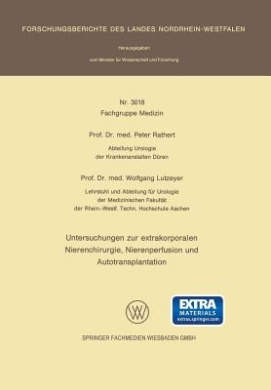 FORSCHUNGSBERICHTE DES LANDES NORDRHEIN-WESTFALEN
Herausgegeben
vom Minister für Wissenschaft und Forschung
Nr. 3018
Fachgruppe Medizin
Prof. Dr. med. Peter Rathert
Abteilung Urologie
der Krankenanstalten Düren
Prof. Dr. med. Wolfgang Lutzeyer
Lehrstuhl und Abteilung für Urologie
der Medizinischen Fakultät
der Rhein.-Westf. Techn. Hochschule Aachen
Untersuchungen zur extrakorporalen
Nierenchirurgie, Nierenperfusion und
Autotransplantation
EXTRA
MATERIALS
extras.springer.com
SPRINGER FACHMEDIEN WIESBADEN GMBH